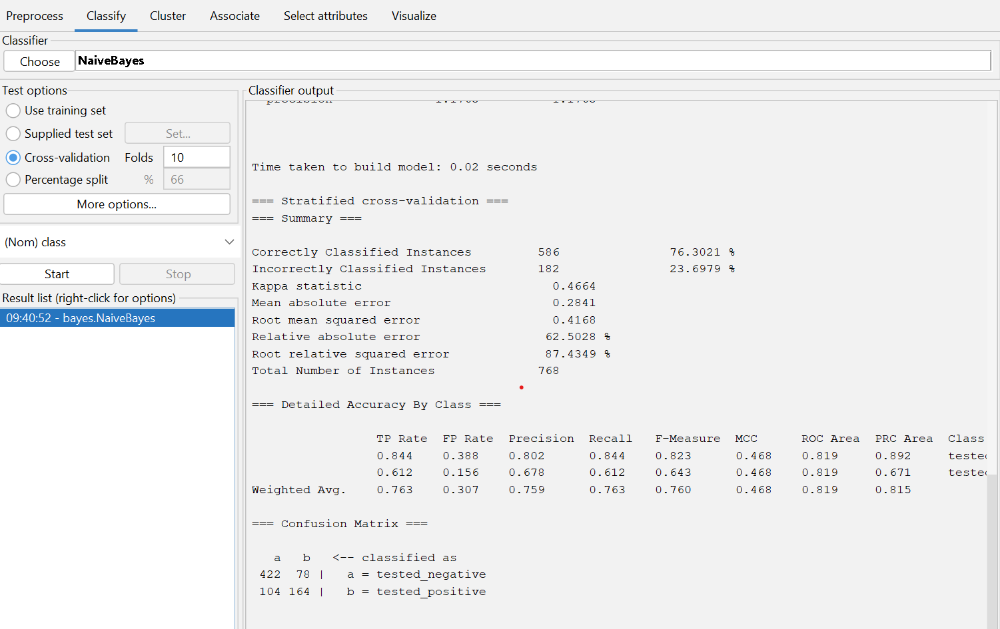 Preprocess Classify Cluster Associate Select attributes Visualize
Classifier
Choose NaiveBayes
Test options
Use training set
Supplied test set Set...
Cross-validation Folds 10
Percentage split % 66
More options...
(Nom) class
Start Stop
Result list (right-click for options)
09:40:52 - bayes.NaiveBayes
Classifier output
precision
Time taken to build model: 0.02 seconds
=== Stratified cross-validation ===
=== Summary ===
Correctly Classified Instances 586 76.3021 %
Incorrectly Classified Instances 182 23.6979 %
Kappa statistic 0.4664
Mean absolute error 0.2841
Root mean squared error 0.4168
Relative absolute error 62.5028 %
Root relative squared error 87.4349 %
Total Number of Instances 768
=== Detailed Accuracy By Class ===
TP Rate FP Rate Precision Recall F-Measure MCC ROC Area PRC Area Class
0.844 0.388 0.802 0.844 0.823 0.468 0.819 0.892
0.612 0.156 0.678 0.612 0.643 0.468 0.819 0.671
Weighted Avg. 0.763 0.307 0.759 0.763 0.760 0.468 0.819 0.815
=== Confusion Matrix ===
a b <-- classified as
422 78 | a = tested_negative
104 164 | b = tested_positive